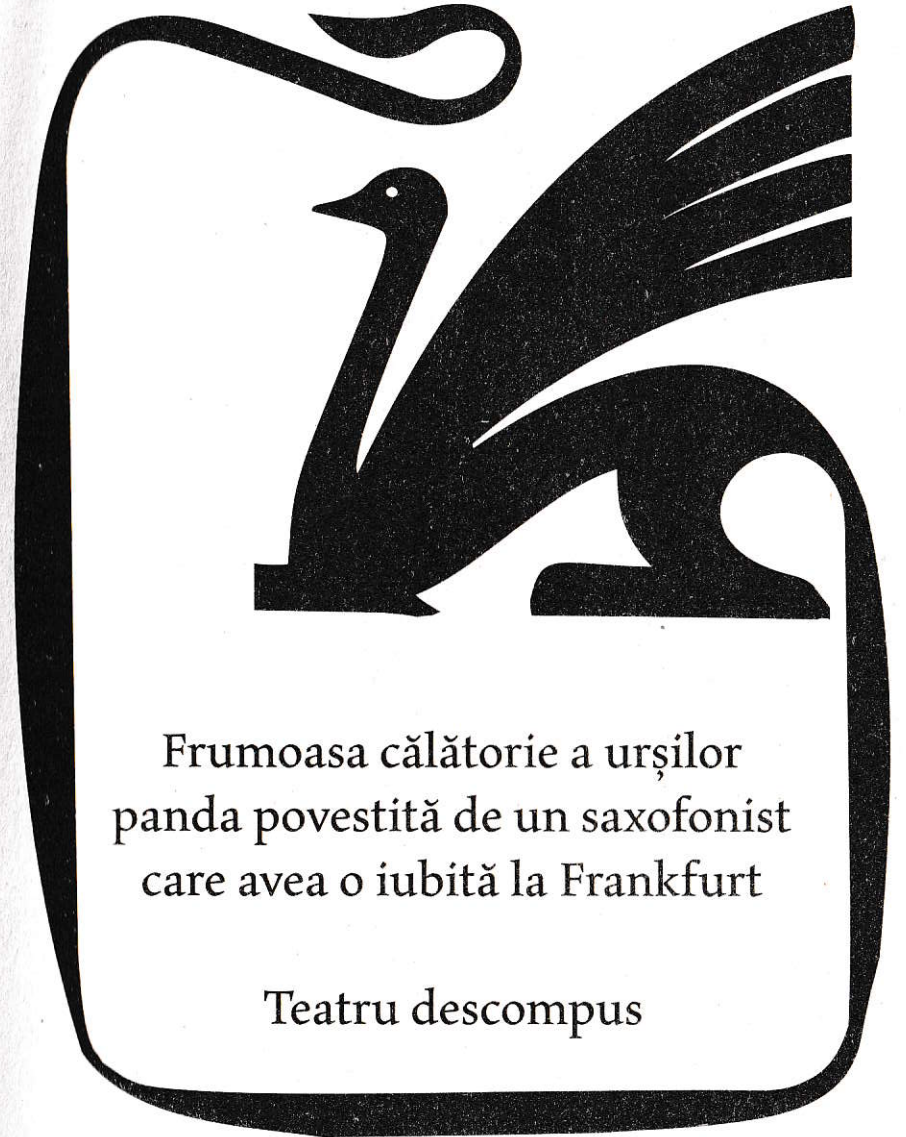 Frumoasa călătorie a urșilor
panda povestită de un saxofonist
care avea o iubită la Frankfurt
Teatru descompus